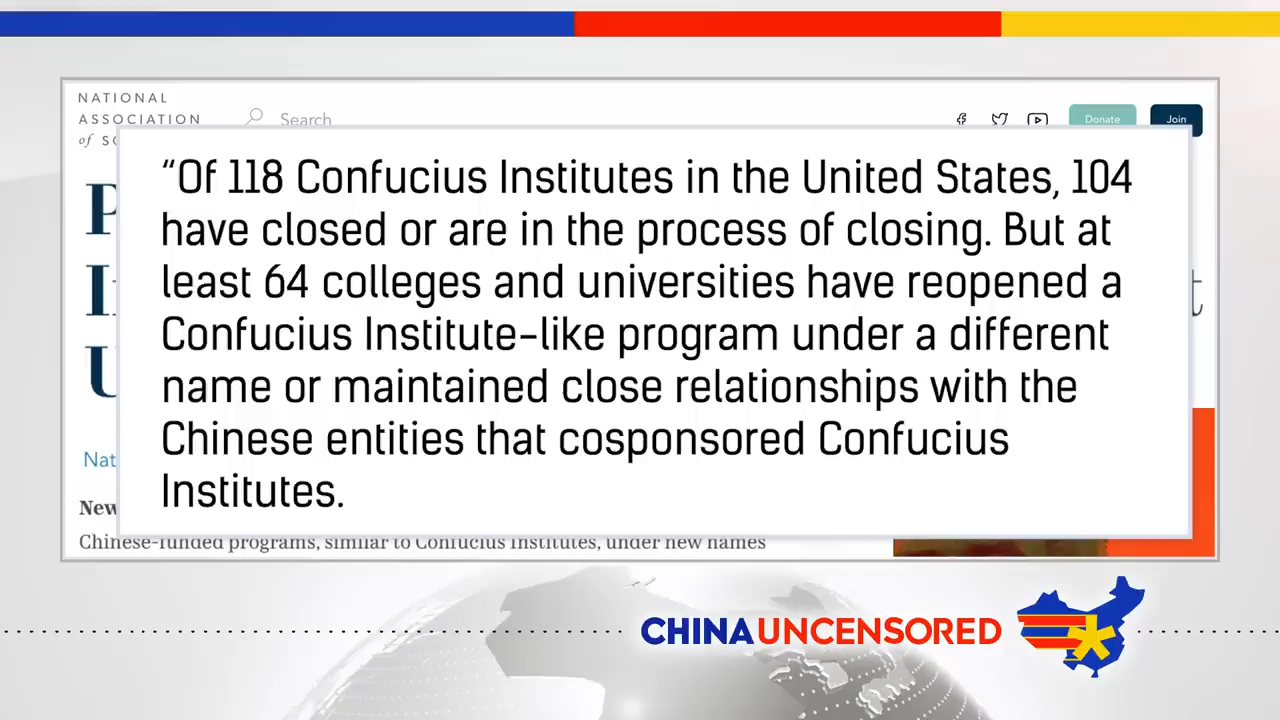 NATIONAL
ASSOCIATION
of
Search
Donate
Join
“Of 118 Confucius Institutes in the United States, 104
have closed or are in the process of closing. But at
least 64 colleges and universities have reopened a
Confucius Institute-like program under a different
name or maintained close relationships with the
Chinese entities that cosponsored Confucius
Institutes.
Chinese-funded programs, similar to Confucius Institutes, under new names
CHINA UNCENSORED